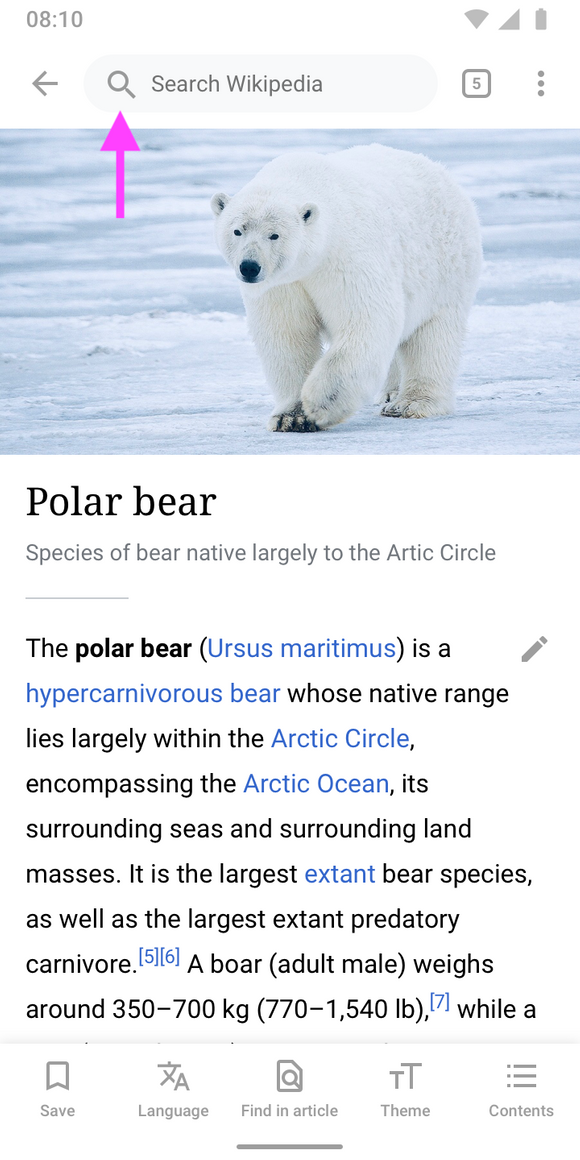 08:10
Search Wikipedia
5
Polar bear
Species of bear native largely to the Artic Circle
The polar bear (Ursus maritimus) is a
hypercarnivorous bear whose native range
lies largely within the Arctic Circle,
encompassing the Arctic Ocean, its
surrounding seas and surrounding land
masses. It is the largest extant bear species,
as well as the largest extant predatory
carnivore.[5][6] A boar (adult male) weighs
around 350–700 kg (770–1,540 lb),[7] while a
Save Language Find in article Theme Contents